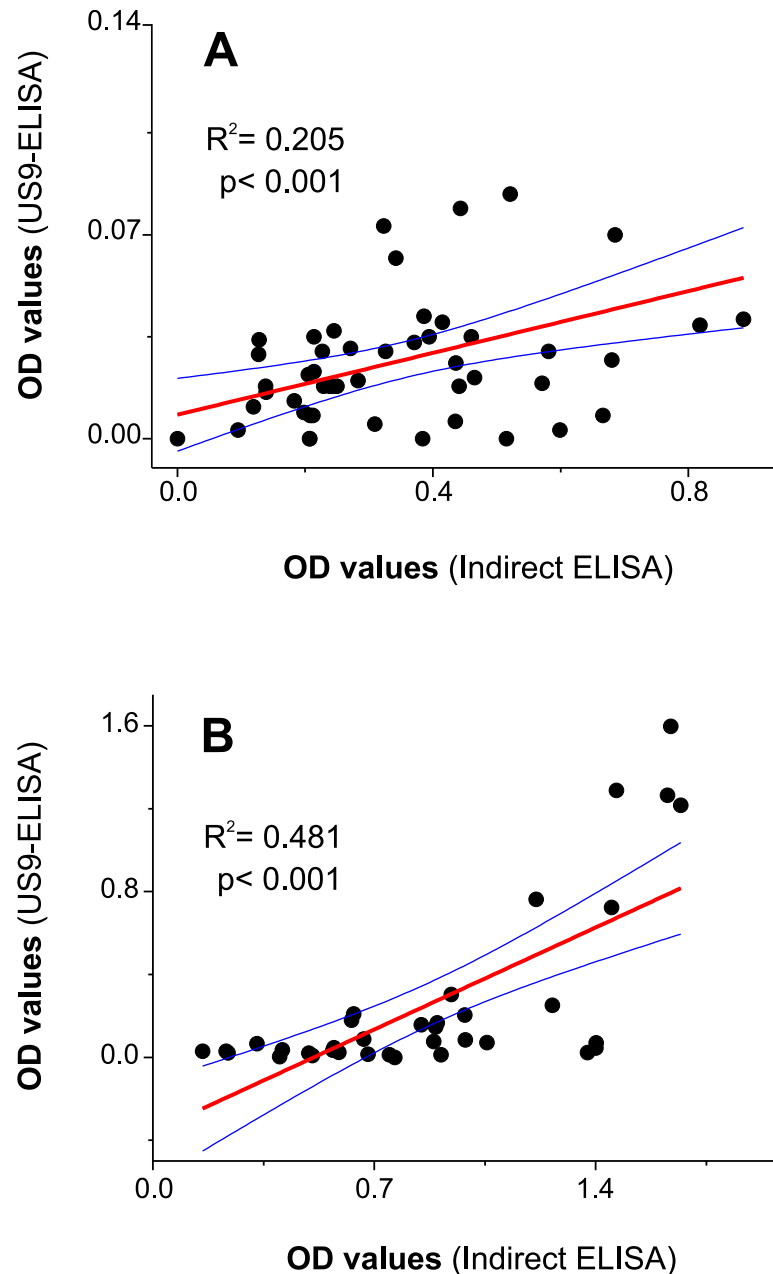 0.14
A
R²= 0.205
p< 0.001
0.07
0.00
OD values (US9-ELISA)
0.0 0.4 0.8
OD values (Indirect ELISA)
1.6
B
R²= 0.481
p< 0.001
0.8
0.0
OD values (US9-ELISA)
0.0 0.7 1.4
OD values (Indirect ELISA)